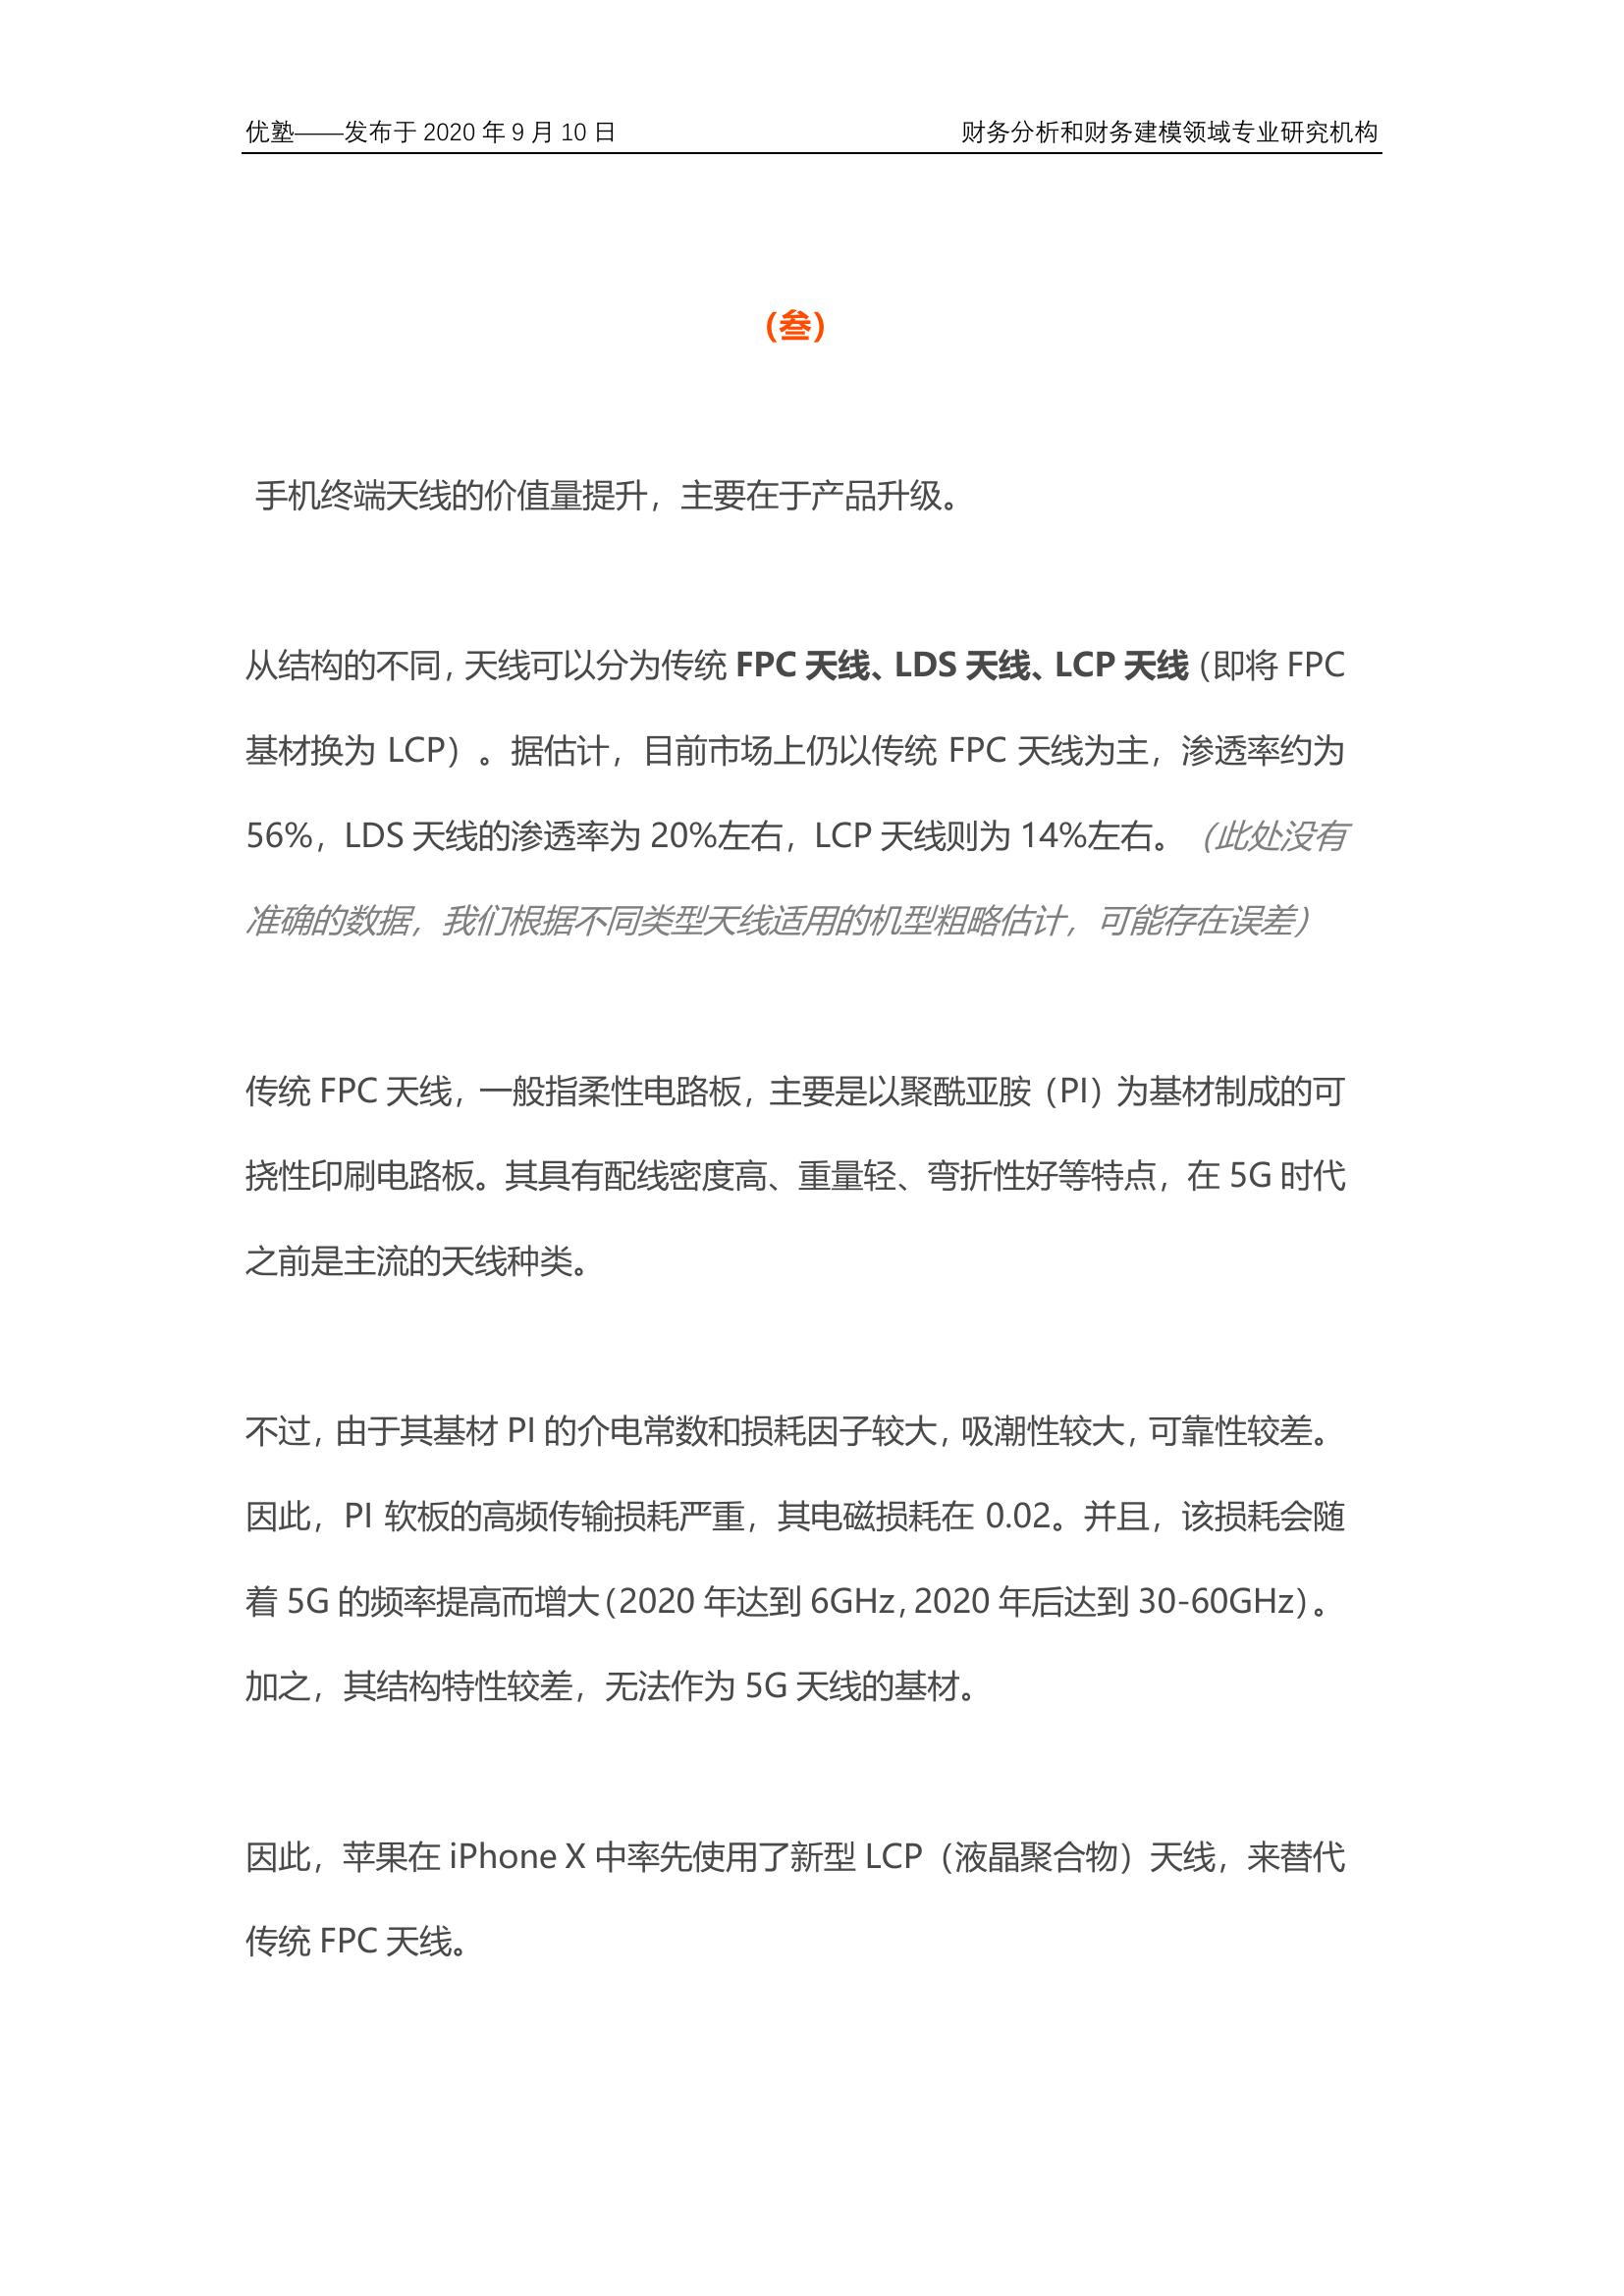 优塾——发布于 2020 年 9 月 10 日 财务分析和财务建模领域专业研究机构
（叁）
手机终端天线的价值量提升，主要在于产品升级。
从结构的不同，天线可以分为传统 FPC 天线、LDS 天线、LCP 天线（即将 FPC
基材换为 LCP）。据估计，目前市场上仍以传统 FPC 天线为主，渗透率约为
56%，LDS 天线的渗透率为 20%左右，LCP 天线则为 14%左右。（此处没有
准确的数据，我们根据不同类型天线适用的机型粗略估计，可能存在误差）
传统 FPC 天线，一般指柔性电路板，主要是以聚酰亚胺（PI）为基材制成的可
挠性印刷电路板。其具有配线密度高、重量轻、弯折性好等特点，在 5G 时代
之前是主流的天线种类。
不过，由于其基材 PI 的介电常数和损耗因子较大，吸潮性较大，可靠性较差。
因此，PI 软板的高频传输损耗严重，其电磁损耗在 0.02。并且，该损耗会随
着 5G 的频率提高而增大（2020 年达到 6GHz，2020 年后达到 30-60GHz）。
加之，其结构特性较差，无法作为 5G 天线的基材。
因此，苹果在 iPhone X 中率先使用了新型 LCP（液晶聚合物）天线，来替代
传统 FPC 天线。